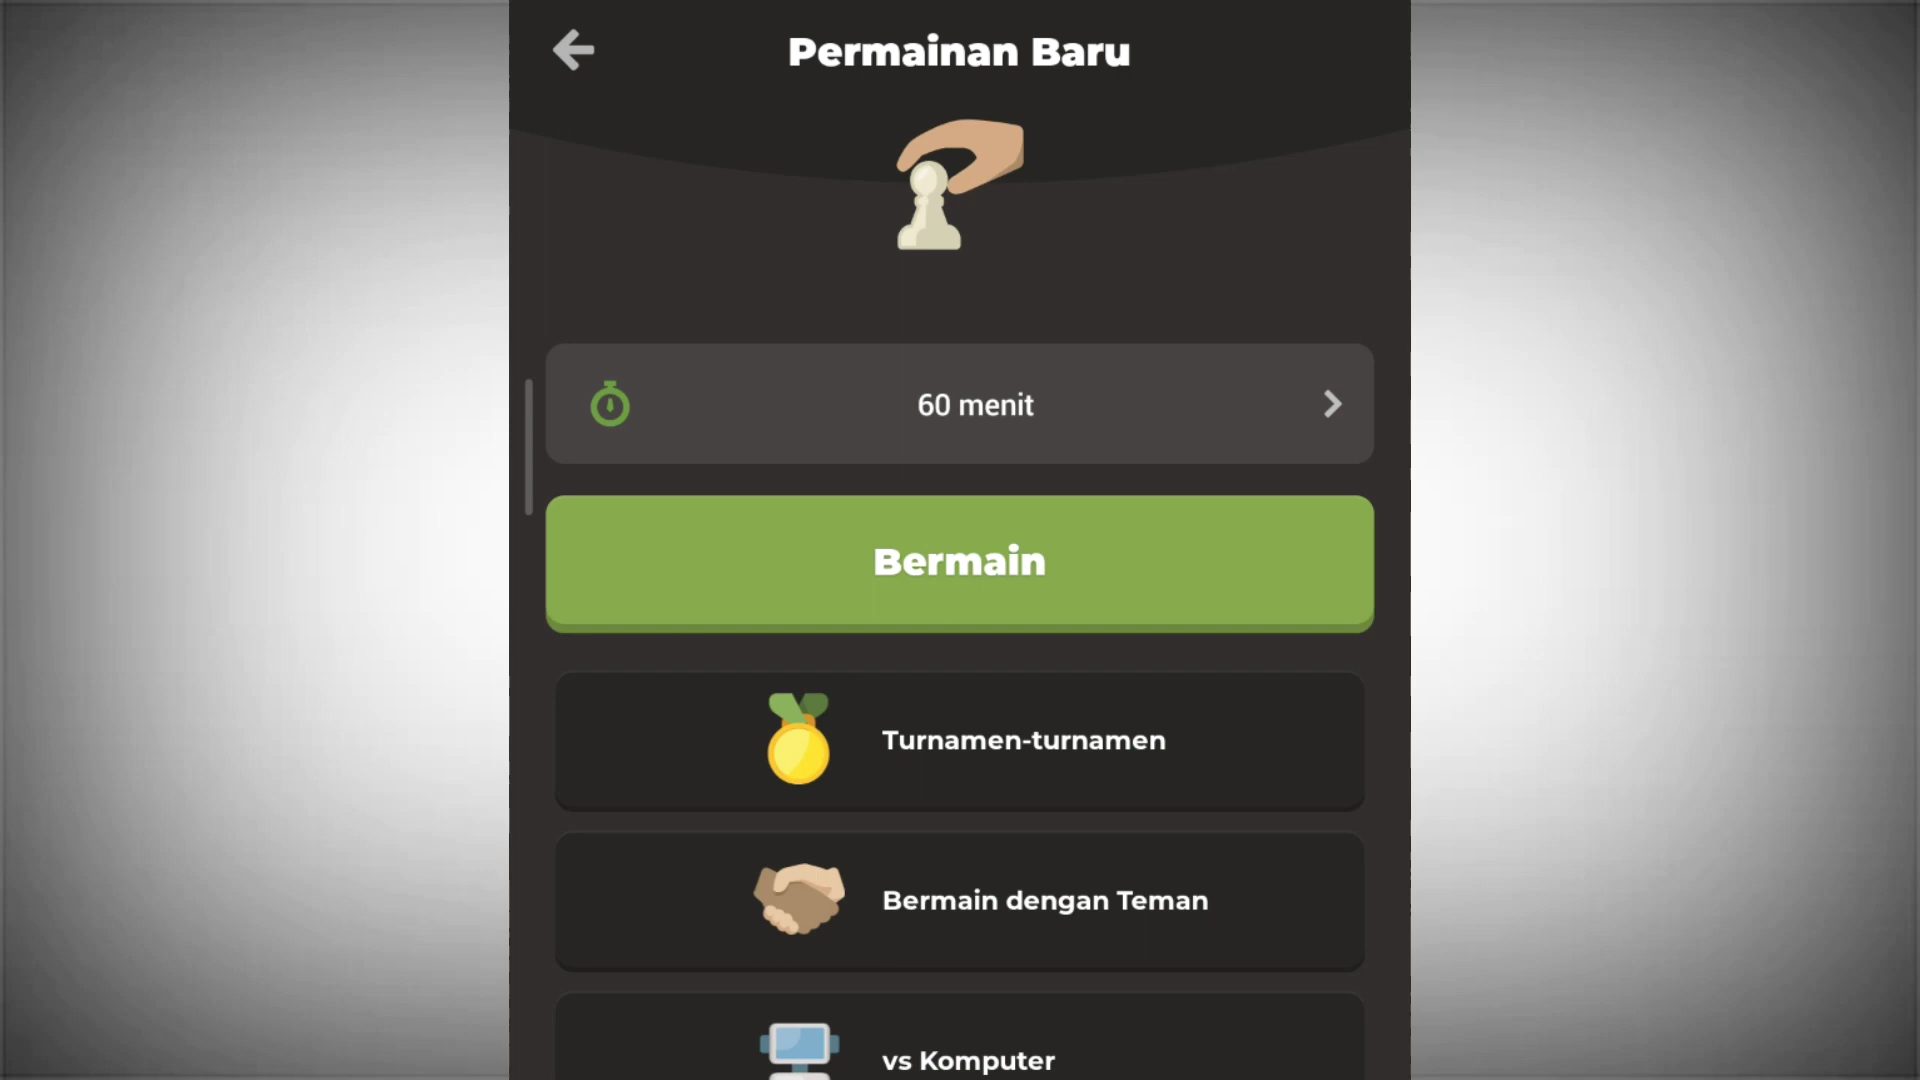 Permainan Baru
60 menit
Bermain
Turnamen-turnamen
Bermain dengan Teman
vs Komputer